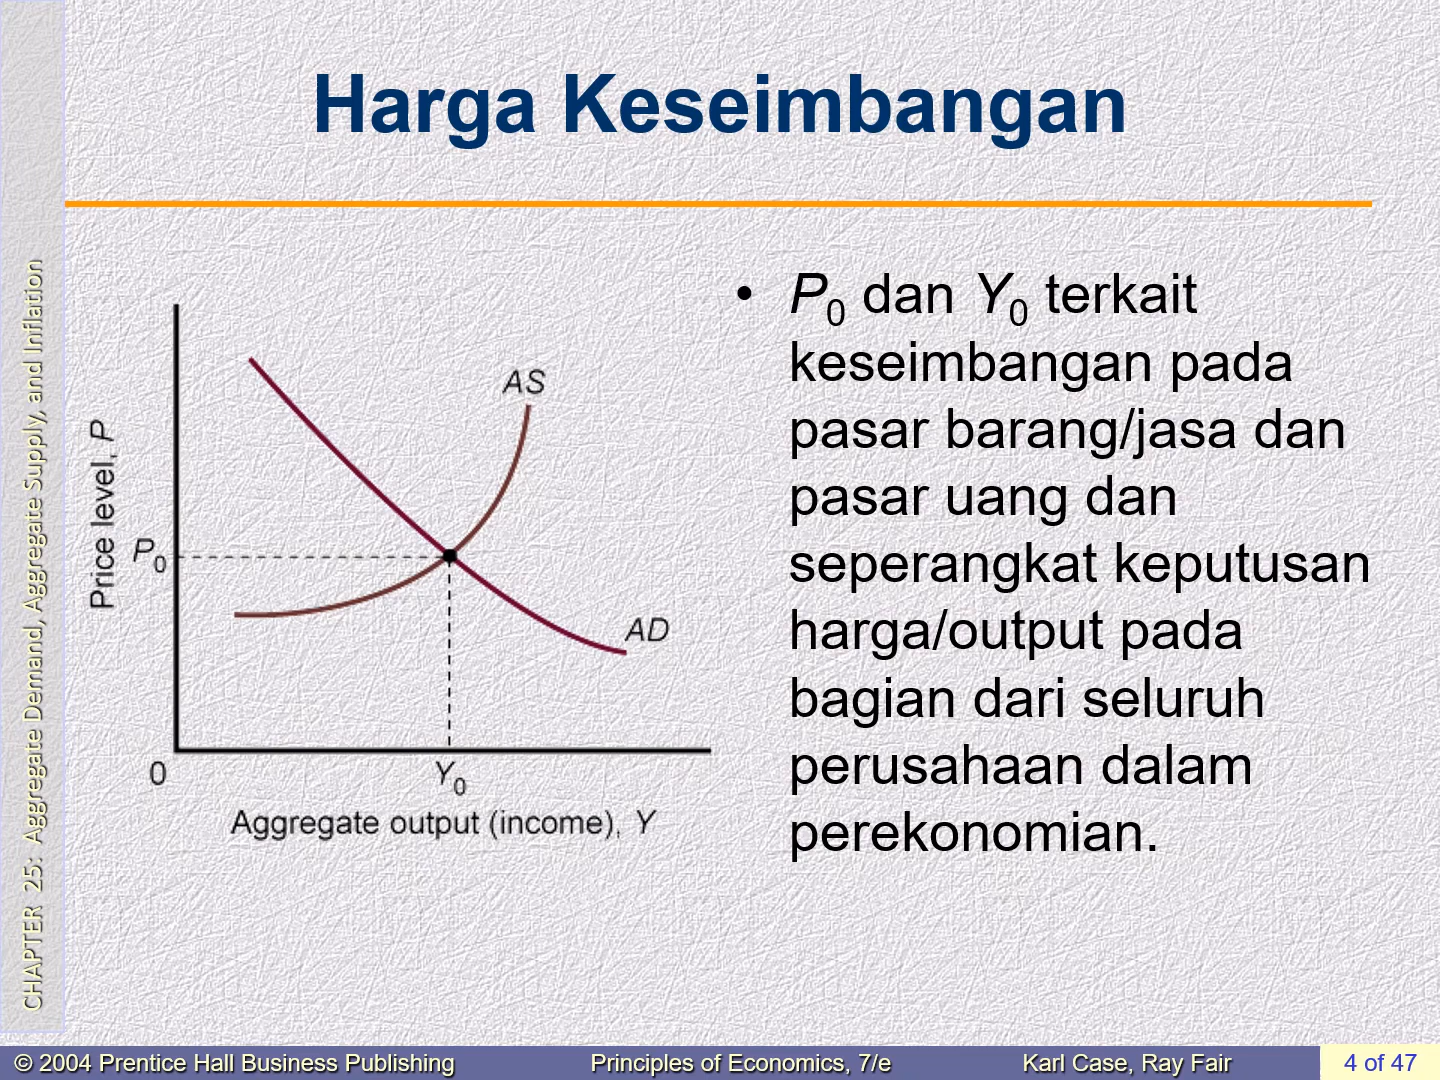 Harga Keseimbangan
CHAPTER 25: Aggregate Demand, Aggregate Supply, and Inflation
Price level, P
P0
AS
AD
0
Y0
Aggregate output (income), Y
• P0 dan Y0 terkait
keseimbangan pada
pasar barang/jasa dan
pasar uang dan
seperangkat keputusan
harga/output pada
bagian dari seluruh
perusahaan dalam
perekonomian.
© 2004 Prentice Hall Business Publishing
Principles of Economics, 7/e
Karl Case, Ray Fair
4 of 47